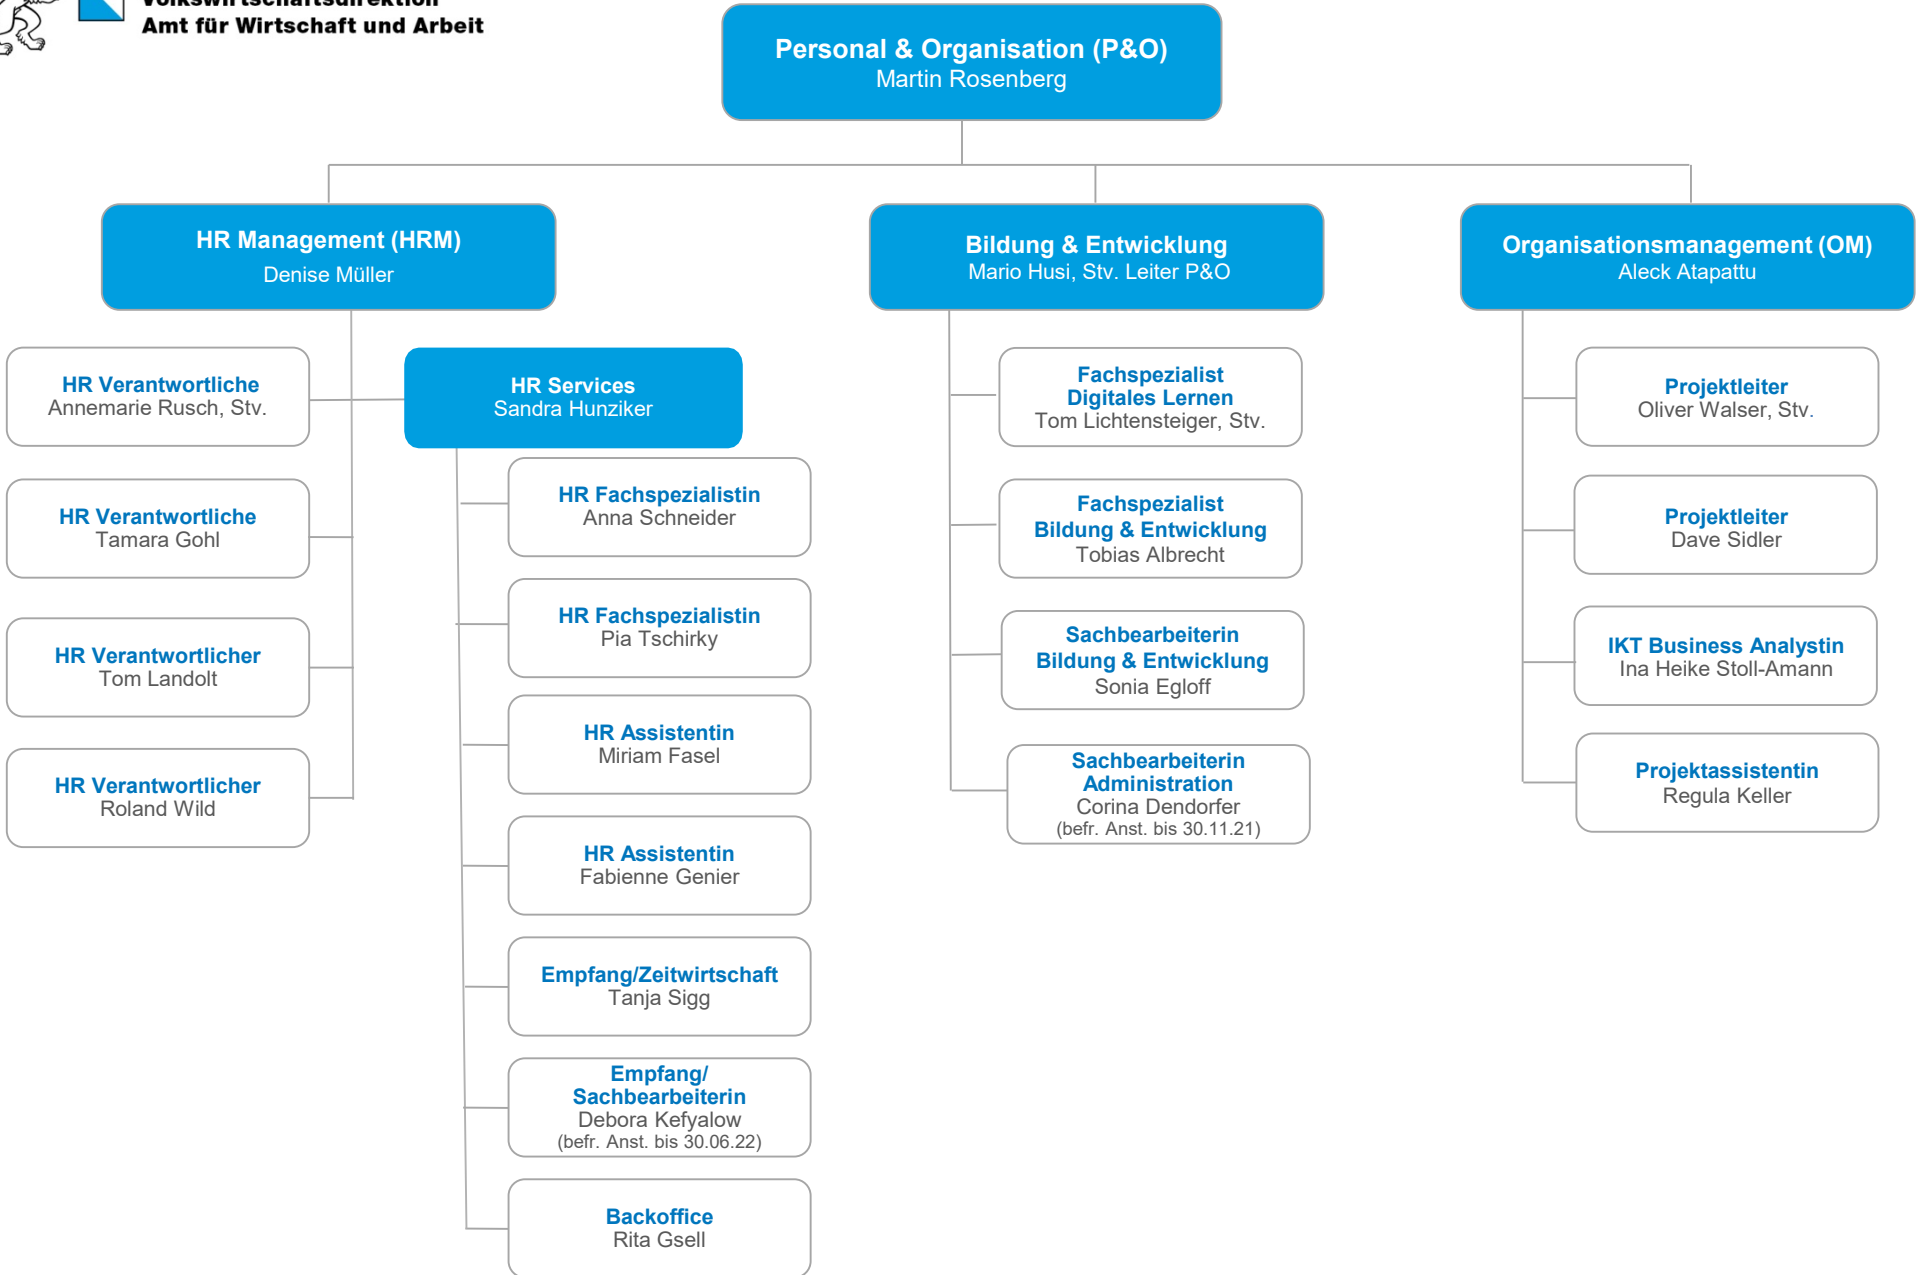 Volkswirtschaftsdirektion
Amt für Wirtschaft und Arbeit
Personal & Organisation (P&O)
Martin Rosenberg
HR Management (HRM)
Denise Müller
Bildung & Entwicklung
Mario Husi, Stv. Leiter P&O
Organisationsmanagement (OM)
Aleck Atapattu
HR Verantwortliche
Annemarie Rusch, Stv.
HR Verantwortliche
Tamara Gohl
HR Verantwortlicher
Tom Landolt
HR Verantwortlicher
Roland Wild
HR Services
Sandra Hunziker
HR Fachspezialistin
Anna Schneider
HR Fachspezialistin
Pia Tschirky
HR Assistentin
Miriam Fasel
HR Assistentin
Fabienne Genier
Empfang/Zeitwirtschaft
Tanja Sigg
Empfang/
Sachbearbeiterin
Debora Kefyalow
(befr. Anst. bis 30.06.22)
Backoffice
Rita Gsell
Fachspezialist
Digitales Lernen
Tom Lichtensteiger, Stv.
Fachspezialist
Bildung & Entwicklung
Tobias Albrecht
Sachbearbeiterin
Bildung & Entwicklung
Sonia Egloff
Sachbearbeiterin
Administration
Corina Dendorfer
(befr. Anst. bis 30.11.21)
Projektleiter
Oliver Walser, Stv.
Projektleiter
Dave Sidler
IKT Business Analystin
Ina Heike Stoll-Amann
Projektassistentin
Regula Keller